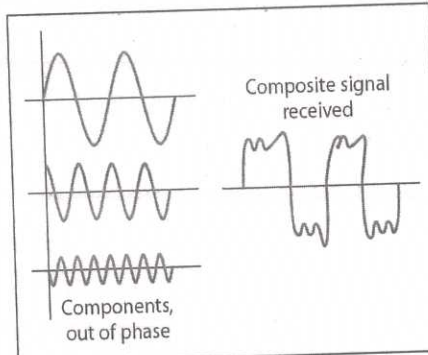 Composite signal
received
Components,
out of phase